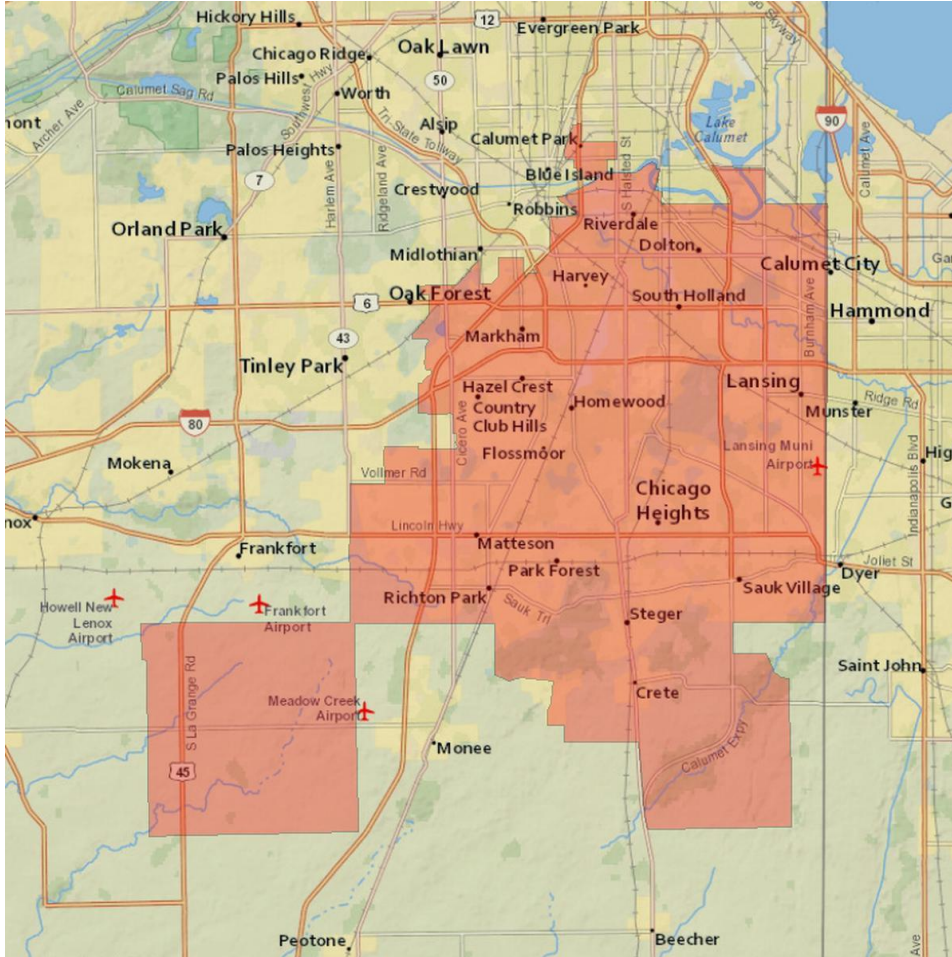 Hickory Hills
12
Evergreen Park
Chicago Ridge
Oak Lawn
Palos Hills
50
Calumet Sag Rd
Southwest Hwy
Worth
Archer Ave
mont
Tri-State Tollway
Alsip
Calumet Park
Lake
Calumet
90
Calumet Ave
Palos Heights
7
Harlem Ave
Ridgeland Ave
Crestwood
Blue Island
S Halsted St
Robbins
Riverdale
Orland Park
Midlothian
Dolton
Harvey
Calumet City
Oak Forest
6
South Holland
Burnham Ave
Hammond
Markham
43
Tinley Park
Hazel Crest
Lansing
Country
Club Hills
Homewood
Munster
Ridge Rd
80
Cicero Ave
Flossmoor
Lansing Muni
Airport
Mokena
Vollmer Rd
Indianapolis Blvd
Hig
Chicago
Heights
G
nox
Lincoln Hwy
Frankfort
Matteson
Park Forest
Joliet St
Dyer
Howell New
Lenox
Airport
Frankfort
Airport
Richton Park
Sauk Trl
Sauk Village
Steger
S La Grange Rd
Saint John
Meadow Creek
Airport
Crete
Monee
Calumet Expy
45
Peotone
Beecher
Ave